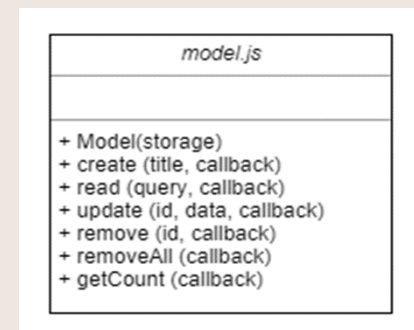 model.js
+ Model(storage)
+ create (title, callback)
+ read (query, callback)
+ update (id, data, callback)
+ remove (id, callback)
+ removeAll (callback)
+ getCount (callback)